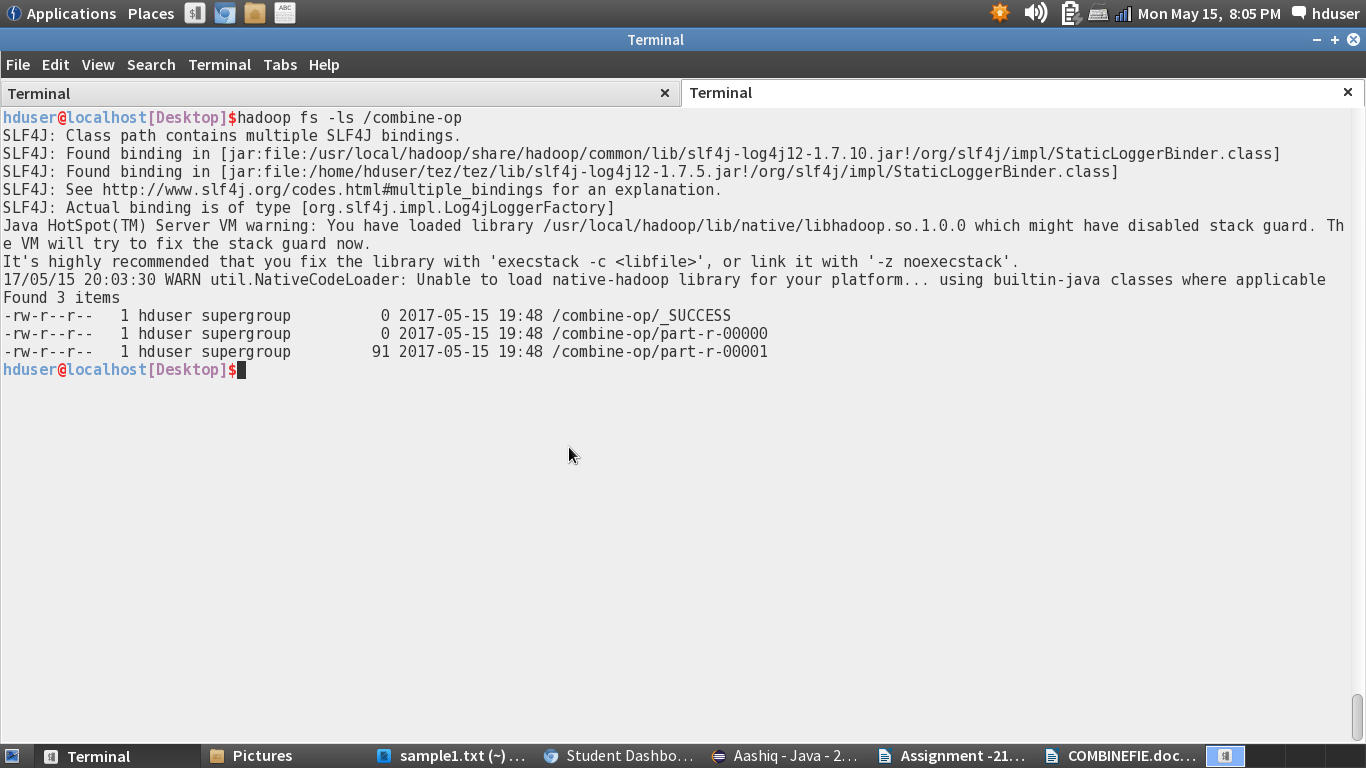 Applications Places Mon May 15, 8:05 PM hduser
Terminal
File Edit View Search Terminal Tabs Help
Terminal Terminal
hduser@localhost[Desktop]$hadoop fs -ls /combine-op
SLF4J: Class path contains multiple SLF4J bindings.
SLF4J: Found binding in [jar:file:/usr/local/hadoop/share/hadoop/common/lib/slf4j-log4j12-1.7.10.jar!/org/slf4j/impl/StaticLoggerBinder.class]
SLF4J: Found binding in [jar:file:/home/hduser/tez/tez/lib/slf4j-log4j12-1.7.5.jar!/org/slf4j/impl/StaticLoggerBinder.class]
SLF4J: See http://www.slf4j.org/codes.html#multiple_bindings for an explanation.
SLF4J: Actual binding is of type [org.slf4j.impl.Log4jLoggerFactory]
Java HotSpot(TM) Server VM warning: You have loaded library /usr/local/hadoop/lib/native/libhadoop.so.1.0.0 which might have disabled stack guard. Th
e VM will try to fix the stack guard now.
It's highly recommended that you fix the library with 'execstack -c <libfile>', or link it with '-z noexecstack'.
17/05/15 20:03:30 WARN util.NativeCodeLoader: Unable to load native-hadoop library for your platform... using builtin-java classes where applicable
Found 3 items
-rw-r--r--   1 hduser supergroup          0 2017-05-15 19:48 /combine-op/_SUCCESS
-rw-r--r--   1 hduser supergroup          0 2017-05-15 19:48 /combine-op/part-r-00000
-rw-r--r--   1 hduser supergroup         91 2017-05-15 19:48 /combine-op/part-r-00001
hduser@localhost[Desktop]$
Terminal Pictures sample1.txt (~) ... Student Dashbo... Aashiq - Java - 2... Assignment -21... COMBINEFIE.doc...